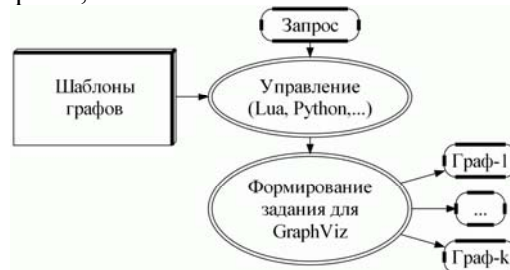 Запрос
Шаблоны
графов
Управление
(Lua, Python,...)
Формирование
задания для
GraphViz
Граф-1
...
Граф-k